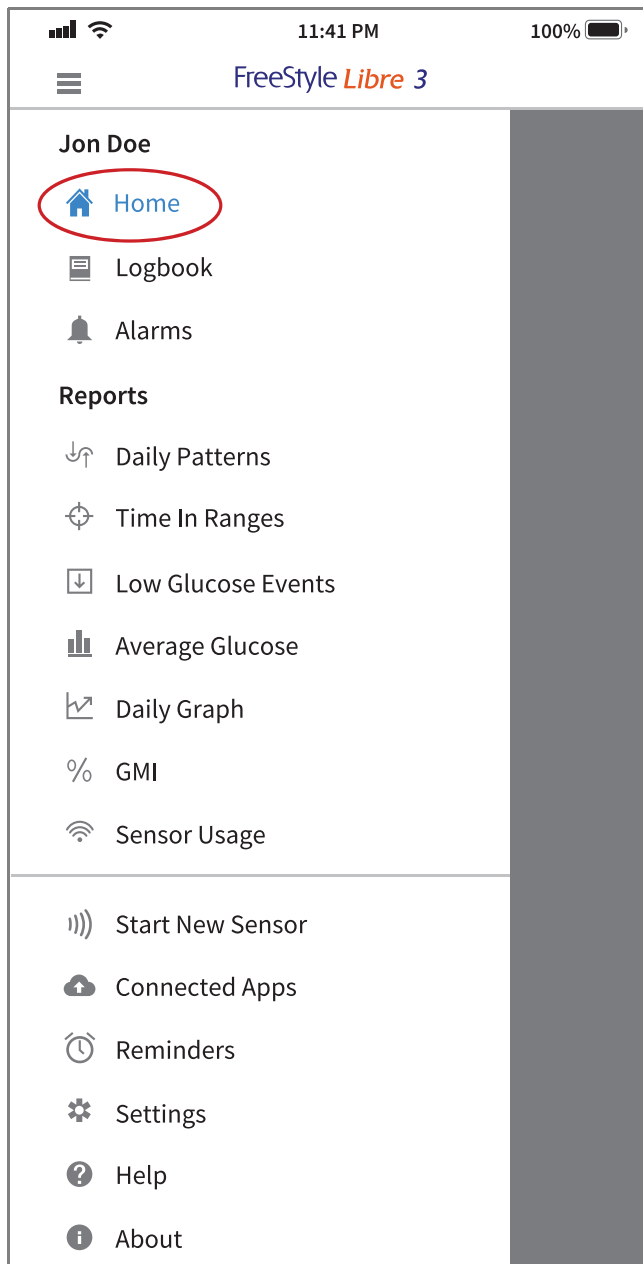 11:41 PM 100%
FreeStyle Libre 3
Jon Doe
Home
Logbook
Alarms
Reports
Daily Patterns
Time In Ranges
Low Glucose Events
Average Glucose
Daily Graph
% GMI
Sensor Usage
Start New Sensor
Connected Apps
Reminders
Settings
Help
About